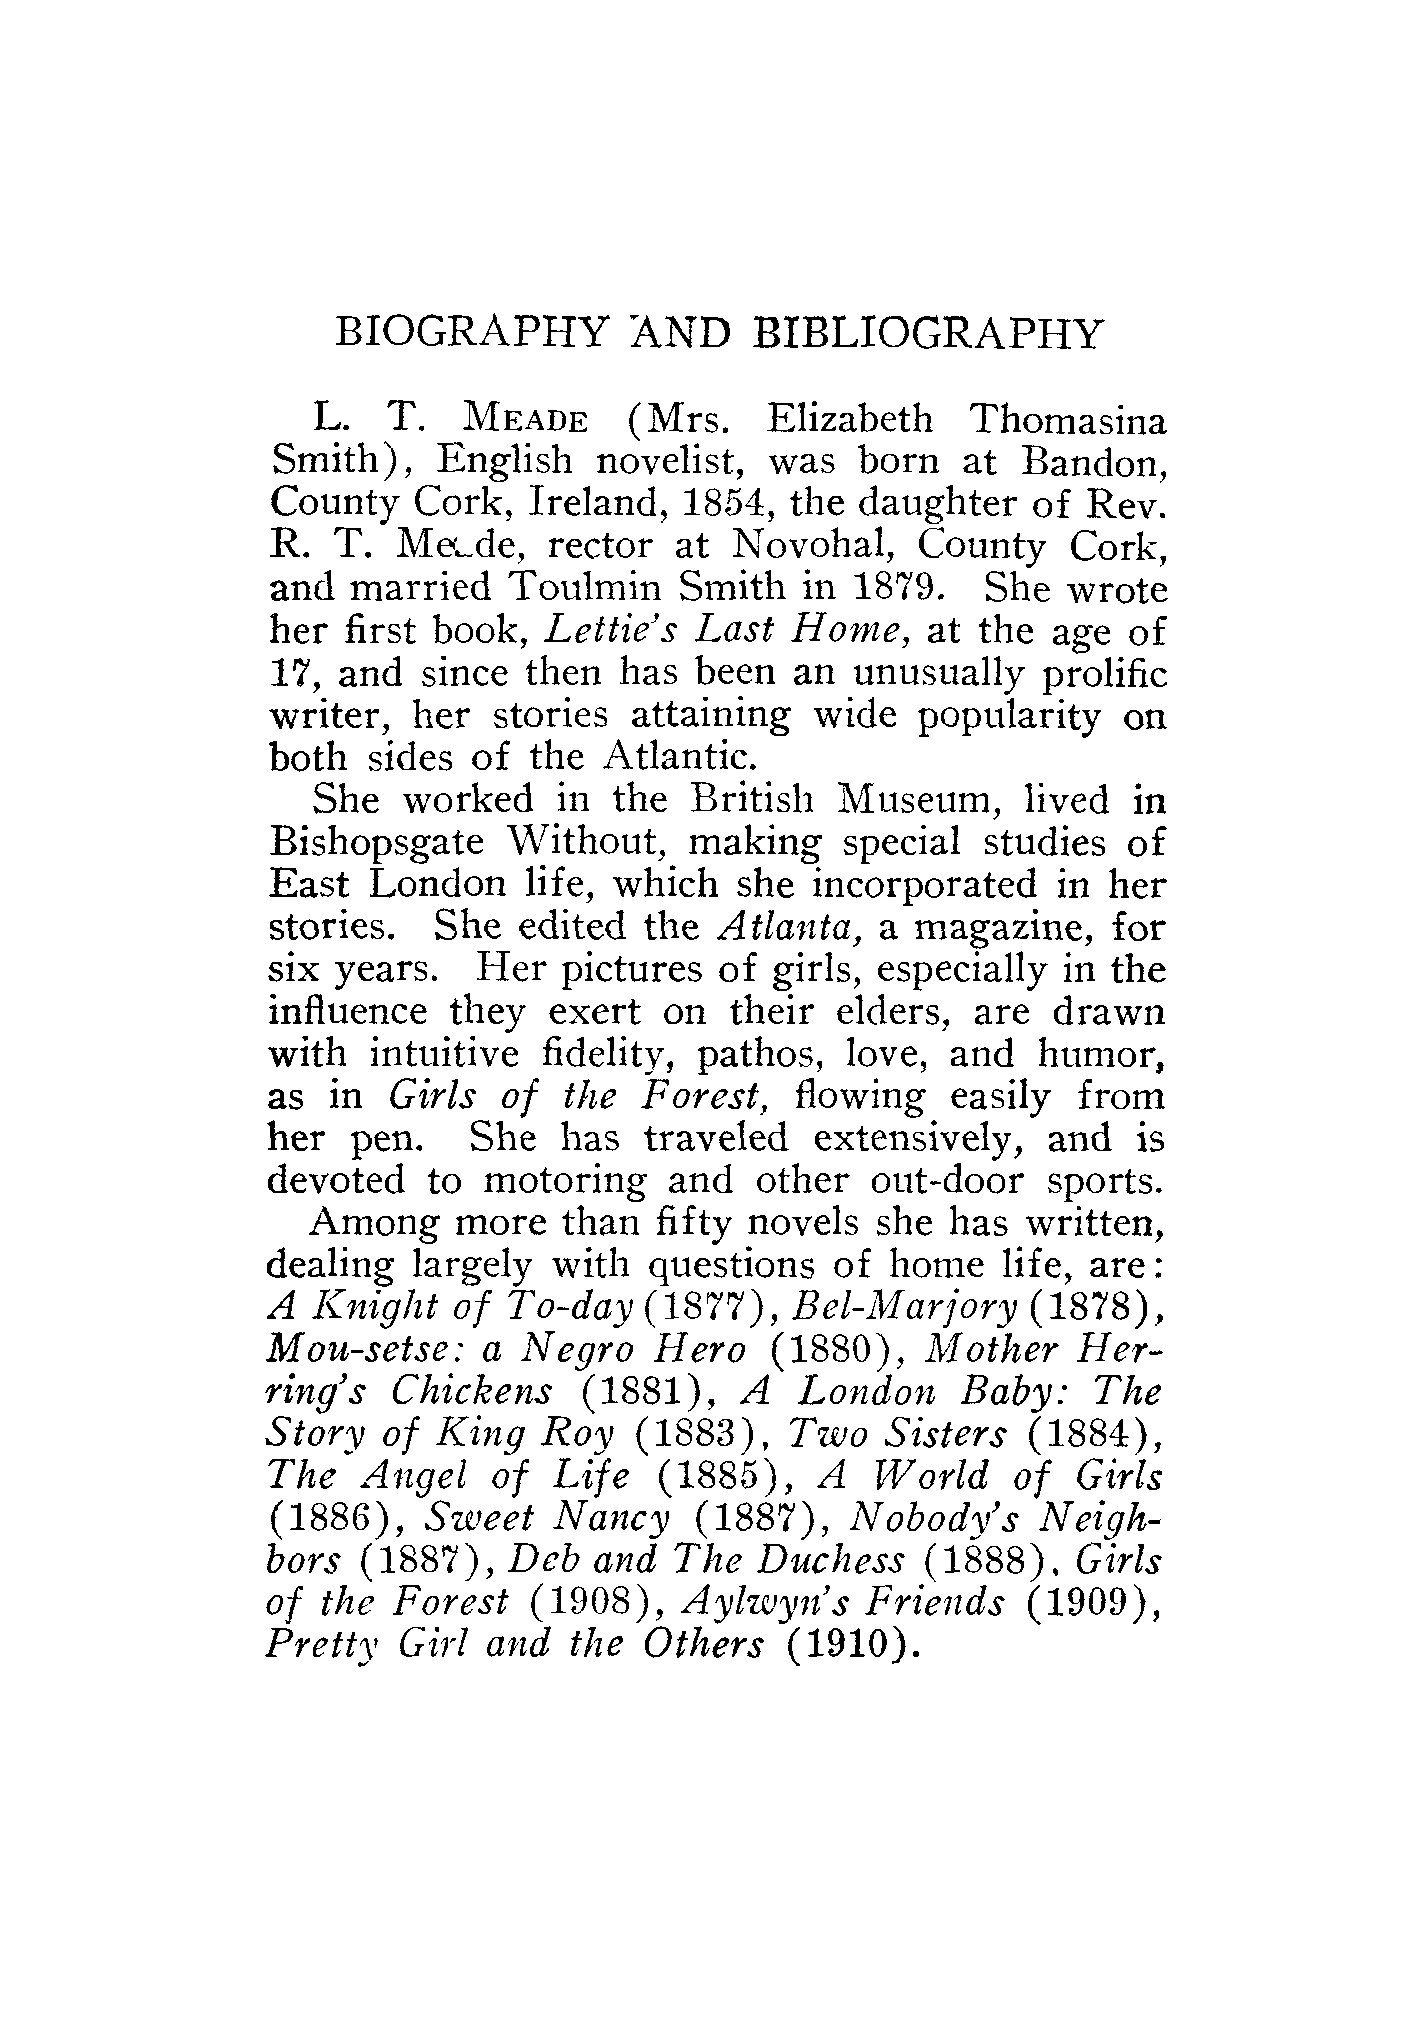 BIOGRAPHY AND BIBLIOGRAPHY
L. T. MEADE (Mrs. Elizabeth Thomasina
Smith), English novelist, was born at Bandon,
County Cork, Ireland, 1854, the daughter of Rev.
R. T. Meade, rector at Novohal, County Cork,
and married Toulmin Smith in 1879. She wrote
her first book, Lettie's Last Home, at the age of
17, and since then has been an unusually prolific
writer, her stories attaining wide popularity on
both sides of the Atlantic.
She worked in the British Museum, lived in
Bishopsgate Without, making special studies of
East London life, which she incorporated in her
stories. She edited the Atlanta, a magazine, for
six years. Her pictures of girls, especially in the
influence they exert on their elders, are drawn
with intuitive fidelity, pathos, love, and humor,
as in Girls of the Forest, flowing easily from
her pen. She has traveled extensively, and is
devoted to motoring and other out-door sports.
Among more than fifty novels she has written,
dealing largely with questions of home life, are:
A Knight of To-day (1877), Bel-Marjory (1878),
Mou-setse: a Negro Hero (1880), Mother Her-
ring's Chickens (1881), A London Baby: The
Story of King Roy (1883), Two Sisters (1884),
The Angel of Life (1885), A World of Girls
(1886), Sweet Nancy (1887), Nobody's Neigh-
bors (1887), Deb and The Duchess (1888), Girls
of the Forest (1908), Aylwyn's Friends (1909),
Pretty Girl and the Others (1910).